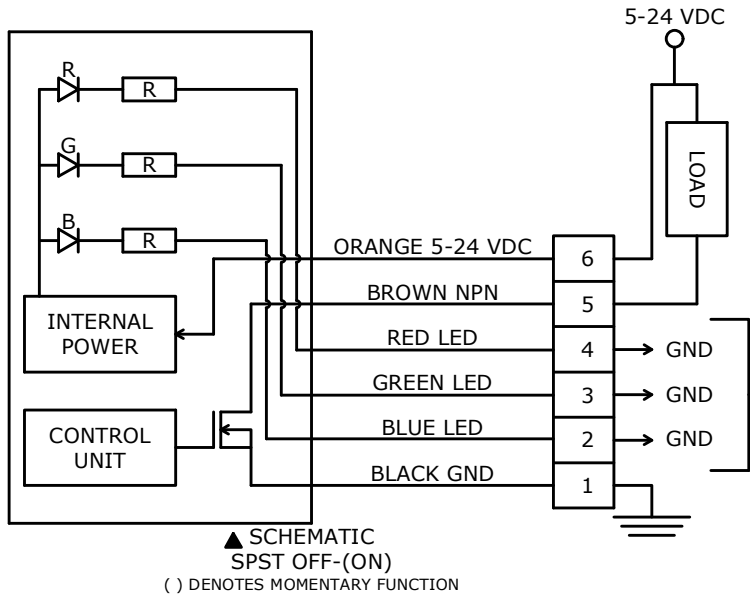 5-24 VDC
R
R
G
R
B
R
LOAD
ORANGE 5-24 VDC
6
BROWN NPN
5
INTERNAL
POWER
RED LED
4
GND
GREEN LED
3
GND
CONTROL
UNIT
BLUE LED
2
GND
BLACK GND
1
▲ SCHEMATIC
SPST OFF-(ON)
( ) DENOTES MOMENTARY FUNCTION